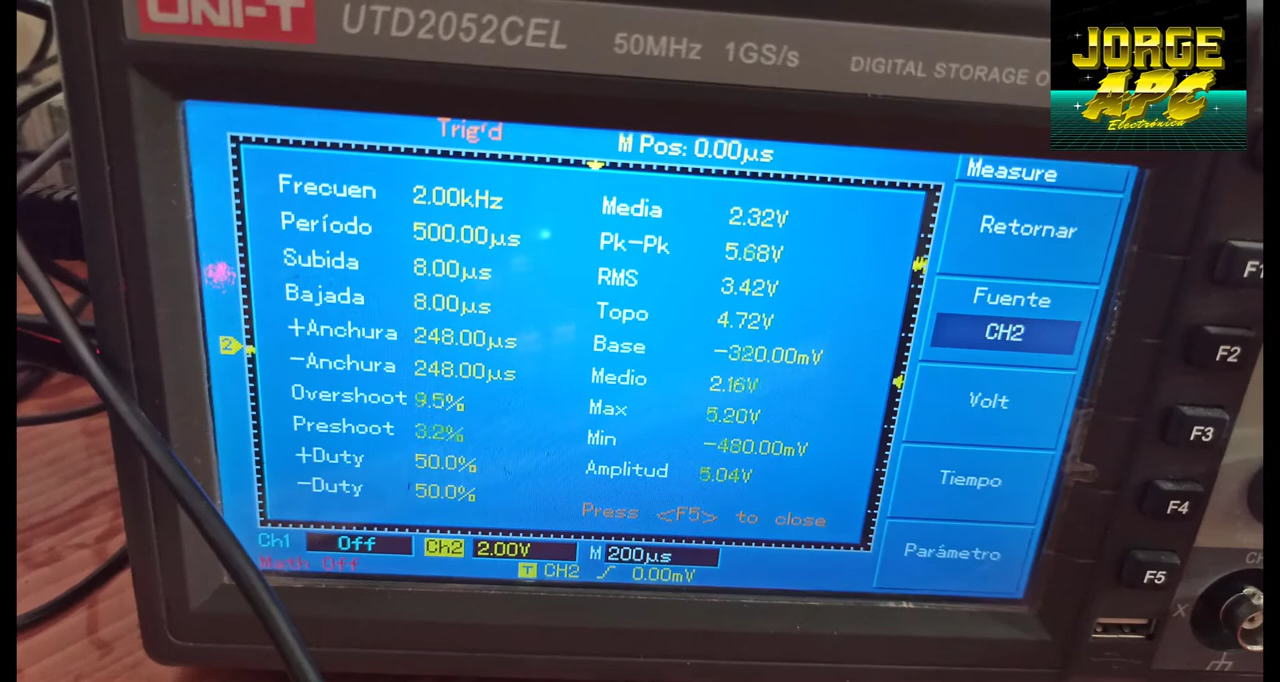 UNI-T UTD2052CEL 50MHz 1GS/s DIGITAL STORAGE
JORGE
APC
Electrónica
Trig'd M Pos: 0.00µs
Measure
Frecuen 2.00kHz Media 2.32V
Período 500.00µs Pk-Pk 5.68V
Subida 8.00µs RMS 3.42V
Bajada 8.00µs Topo 4.72V
+Anchura 248.00µs Base -320.00mV
-Anchura 248.00µs Medio 2.16V
Overshoot 9.5% Max 5.20V
Preshoot 3.2% Min -480.00mV
+Duty 50.0% Amplitud 5.04V
-Duty 50.0%
Press <F5> to close
Retornar
Fuente
CH2
Volt
Tiempo
Parámetro
F1
F2
F3
F4
F5
2
Ch1 Off Ch2 2.00V M 200µs
Math Off T CH2 0.00mV
X